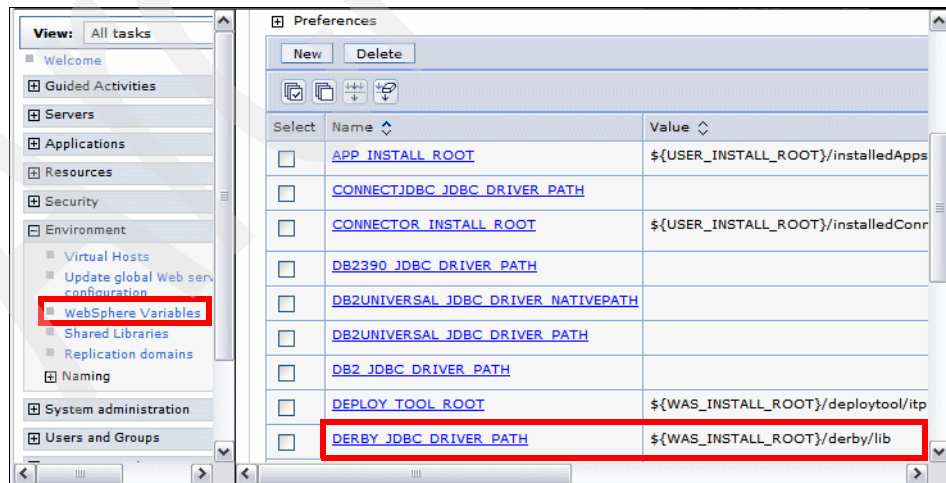 View: All tasks
Welcome
Guided Activities
Servers
Applications
Resources
Security
Environment
Virtual Hosts
Update global Web serv
configuration
WebSphere Variables
Shared Libraries
Replication domains
Naming
System administration
Users and Groups
Preferences
New Delete
Select Name Value
APP_INSTALL_ROOT ${USER_INSTALL_ROOT}/installedApps
CONNECTJDBC_JDBC_DRIVER_PATH
CONNECTOR_INSTALL_ROOT ${USER_INSTALL_ROOT}/installedConr
DB2390_JDBC_DRIVER_PATH
DB2UNIVERSAL_JDBC_DRIVER_NATIVEPATH
DB2UNIVERSAL_JDBC_DRIVER_PATH
DB2_JDBC_DRIVER_PATH
DEPLOY_TOOL_ROOT ${WAS_INSTALL_ROOT}/deploytool/itp
DERBY_JDBC_DRIVER_PATH ${WAS_INSTALL_ROOT}/derby/lib